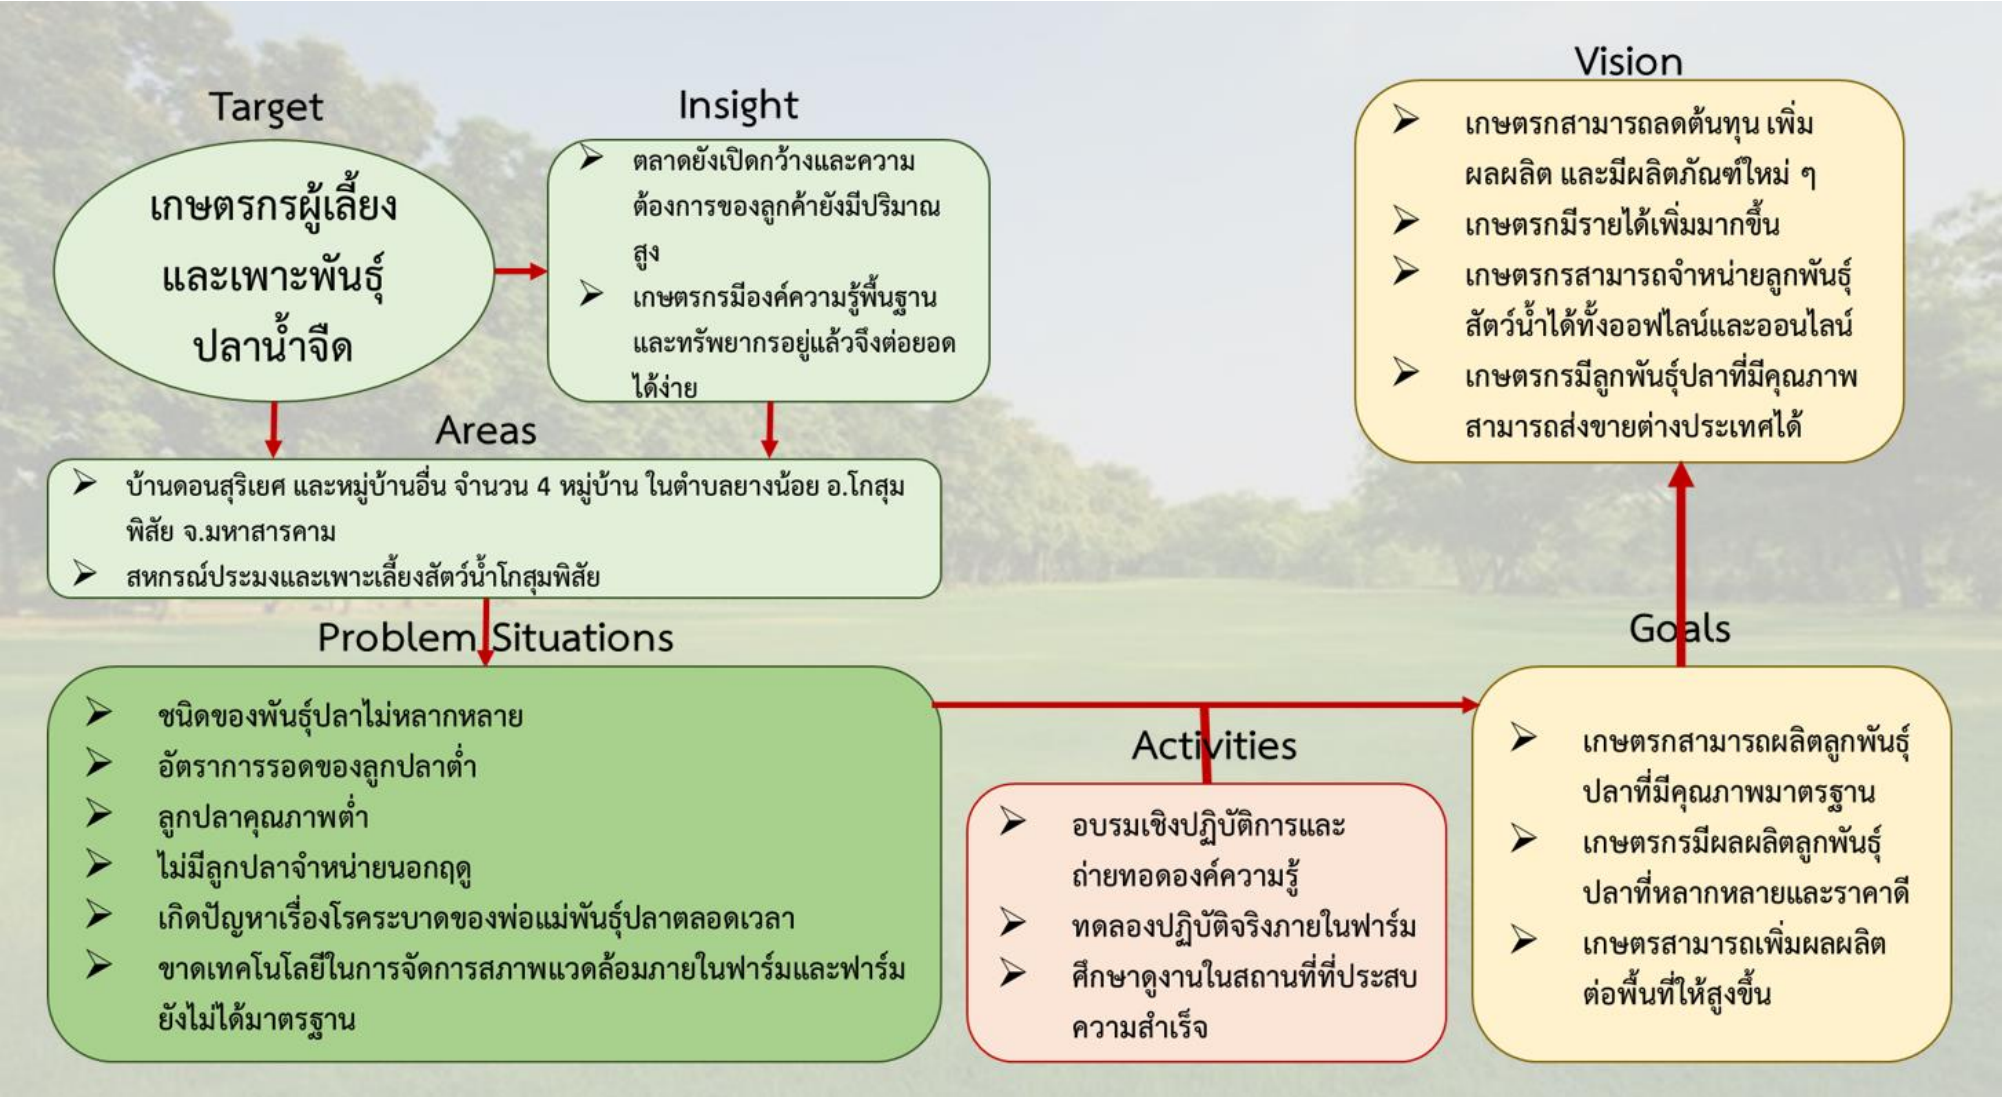 Target
เกษตรกรผู้เลี้ยง
และเพาะพันธุ์
ปลาน้ำจืด
Insight
➢ ตลาดยังเปิดกว้างและความ
ต้องการของลูกค้ายังมีปริมาณ
สูง
➢ เกษตรกรมีองค์ความรู้พื้นฐาน
และทรัพยากรอยู่แล้วจึงต่อยอด
ได้ง่าย
Areas
➢ บ้านดอนสุริเยศ และหมู่บ้านอื่น จำนวน 4 หมู่บ้าน ในตำบลยางน้อย อ.โกสุม
พิสัย จ.มหาสารคาม
➢ สหกรณ์ประมงและเพาะเลี้ยงสัตว์น้ำโกสุมพิสัย
Problem Situations
➢ ชนิดของพันธุ์ปลาไม่หลากหลาย
➢ อัตราการรอดของลูกปลาต่ำ
➢ ลูกปลาคุณภาพต่ำ
➢ ไม่มีลูกปลาจำหน่ายนอกฤดู
➢ เกิดปัญหาเรื่องโรคระบาดของพ่อแม่พันธุ์ปลาตลอดเวลา
➢ ขาดเทคโนโลยีในการจัดการสภาพแวดล้อมภายในฟาร์มและฟาร์ม
ยังไม่ได้มาตรฐาน
Activities
➢ อบรมเชิงปฏิบัติการและ
ถ่ายทอดองค์ความรู้
➢ ทดลองปฏิบัติจริงภายในฟาร์ม
➢ ศึกษาดูงานในสถานที่ที่ประสบ
ความสำเร็จ
Goals
➢ เกษตรกสามารถผลิตลูกพันธุ์
ปลาที่มีคุณภาพมาตรฐาน
➢ เกษตรกรมีผลผลิตลูกพันธุ์
ปลาที่หลากหลายและราคาดี
➢ เกษตรสามารถเพิ่มผลผลิต
ต่อพื้นที่ให้สูงขึ้น
Vision
➢ เกษตรกสามารถลดต้นทุน เพิ่ม
ผลผลิต และมีผลิตภัณฑ์ใหม่ ๆ
➢ เกษตรกมีรายได้เพิ่มมากขึ้น
➢ เกษตรกรสามารถจำหน่ายลูกพันธุ์
สัตว์น้ำได้ทั้งออฟไลน์และออนไลน์
➢ เกษตรกรมีลูกพันธุ์ปลาที่มีคุณภาพ
สามารถส่งขายต่างประเทศได้